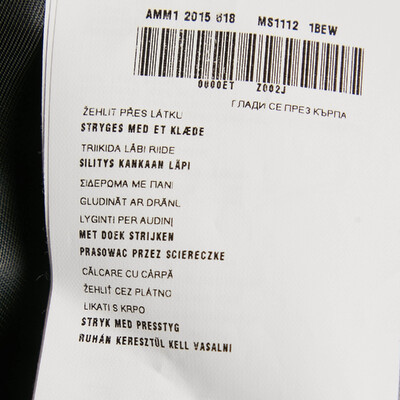 AMM1 2015 618 MS1112 1BEW
0000ET Z002J
ГЛАДИ СЕ ПРЕЗ КЪРПА
ŽEHLIT PŘES LÁTKU
STRYGES MED ET KLÆDE
TRIIKIDA LÄBI RIIDE
SILITYS KANKAAN LÄPI
ΣΙΔΕΡΩΜΑ ΜΕ ΠΑΝΙ
GLUDINĀT AR DRĀNU
LYGINTI PER AUDINĮ
MET DOEK STRIJKEN
PRASOWAC PRZEZ SCIERECZKE
CĂLCARE CU CÂRPĂ
ŽEHLIŤ CEZ PLÁTNO
LIKATI S KRPO
STRYK MED PRESSTYG
RUHÁN KERESZTÜL KELL VASALNI